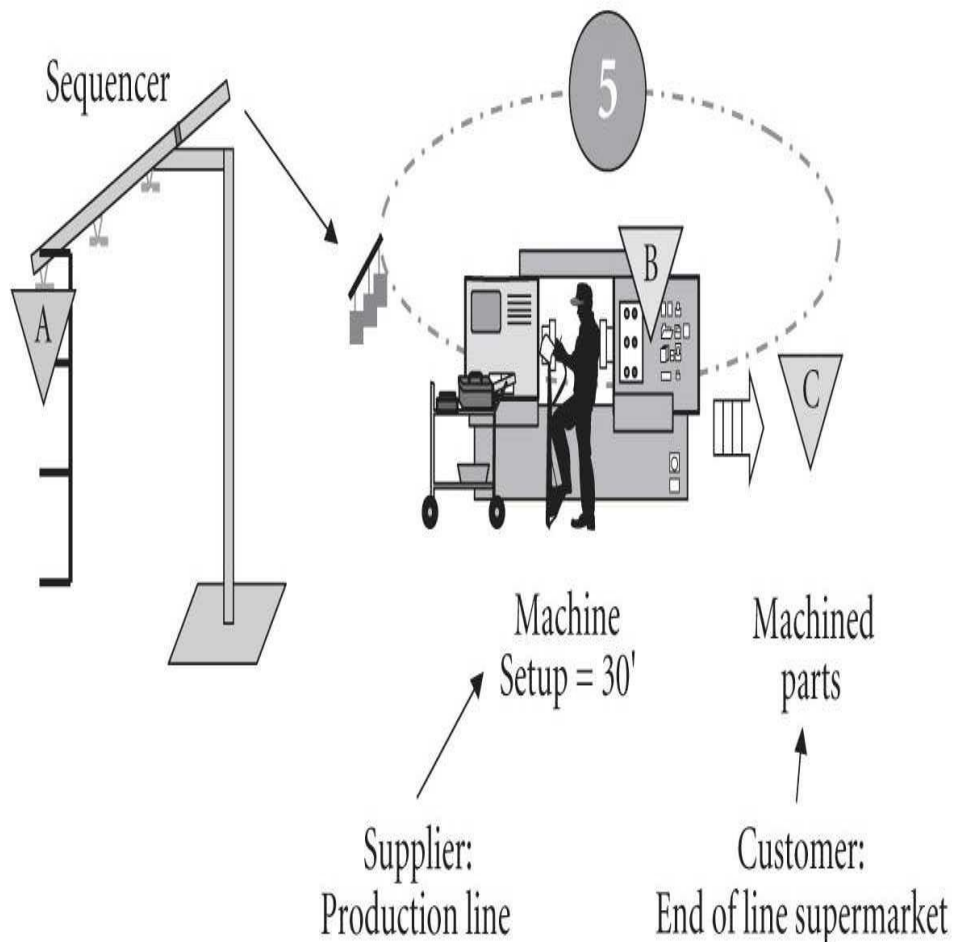 Sequencer
5
A
B
C
Machine
Setup = 30'
Machined
parts
Supplier:
Production line
Customer:
End of line supermarket